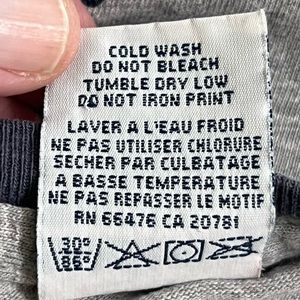 COLD WASH
DO NOT BLEACH
TUMBLE DRY LOW
DO NOT IRON PRINT
LAVER A L'EAU FROID
NE PAS UTILISER CHLORURE
SECHER PAR CULBATAGE
A BASSE TEMPERATURE
NE PAS REPASSER LE MOTIF
RN 66476 CA 20781
30°
86°